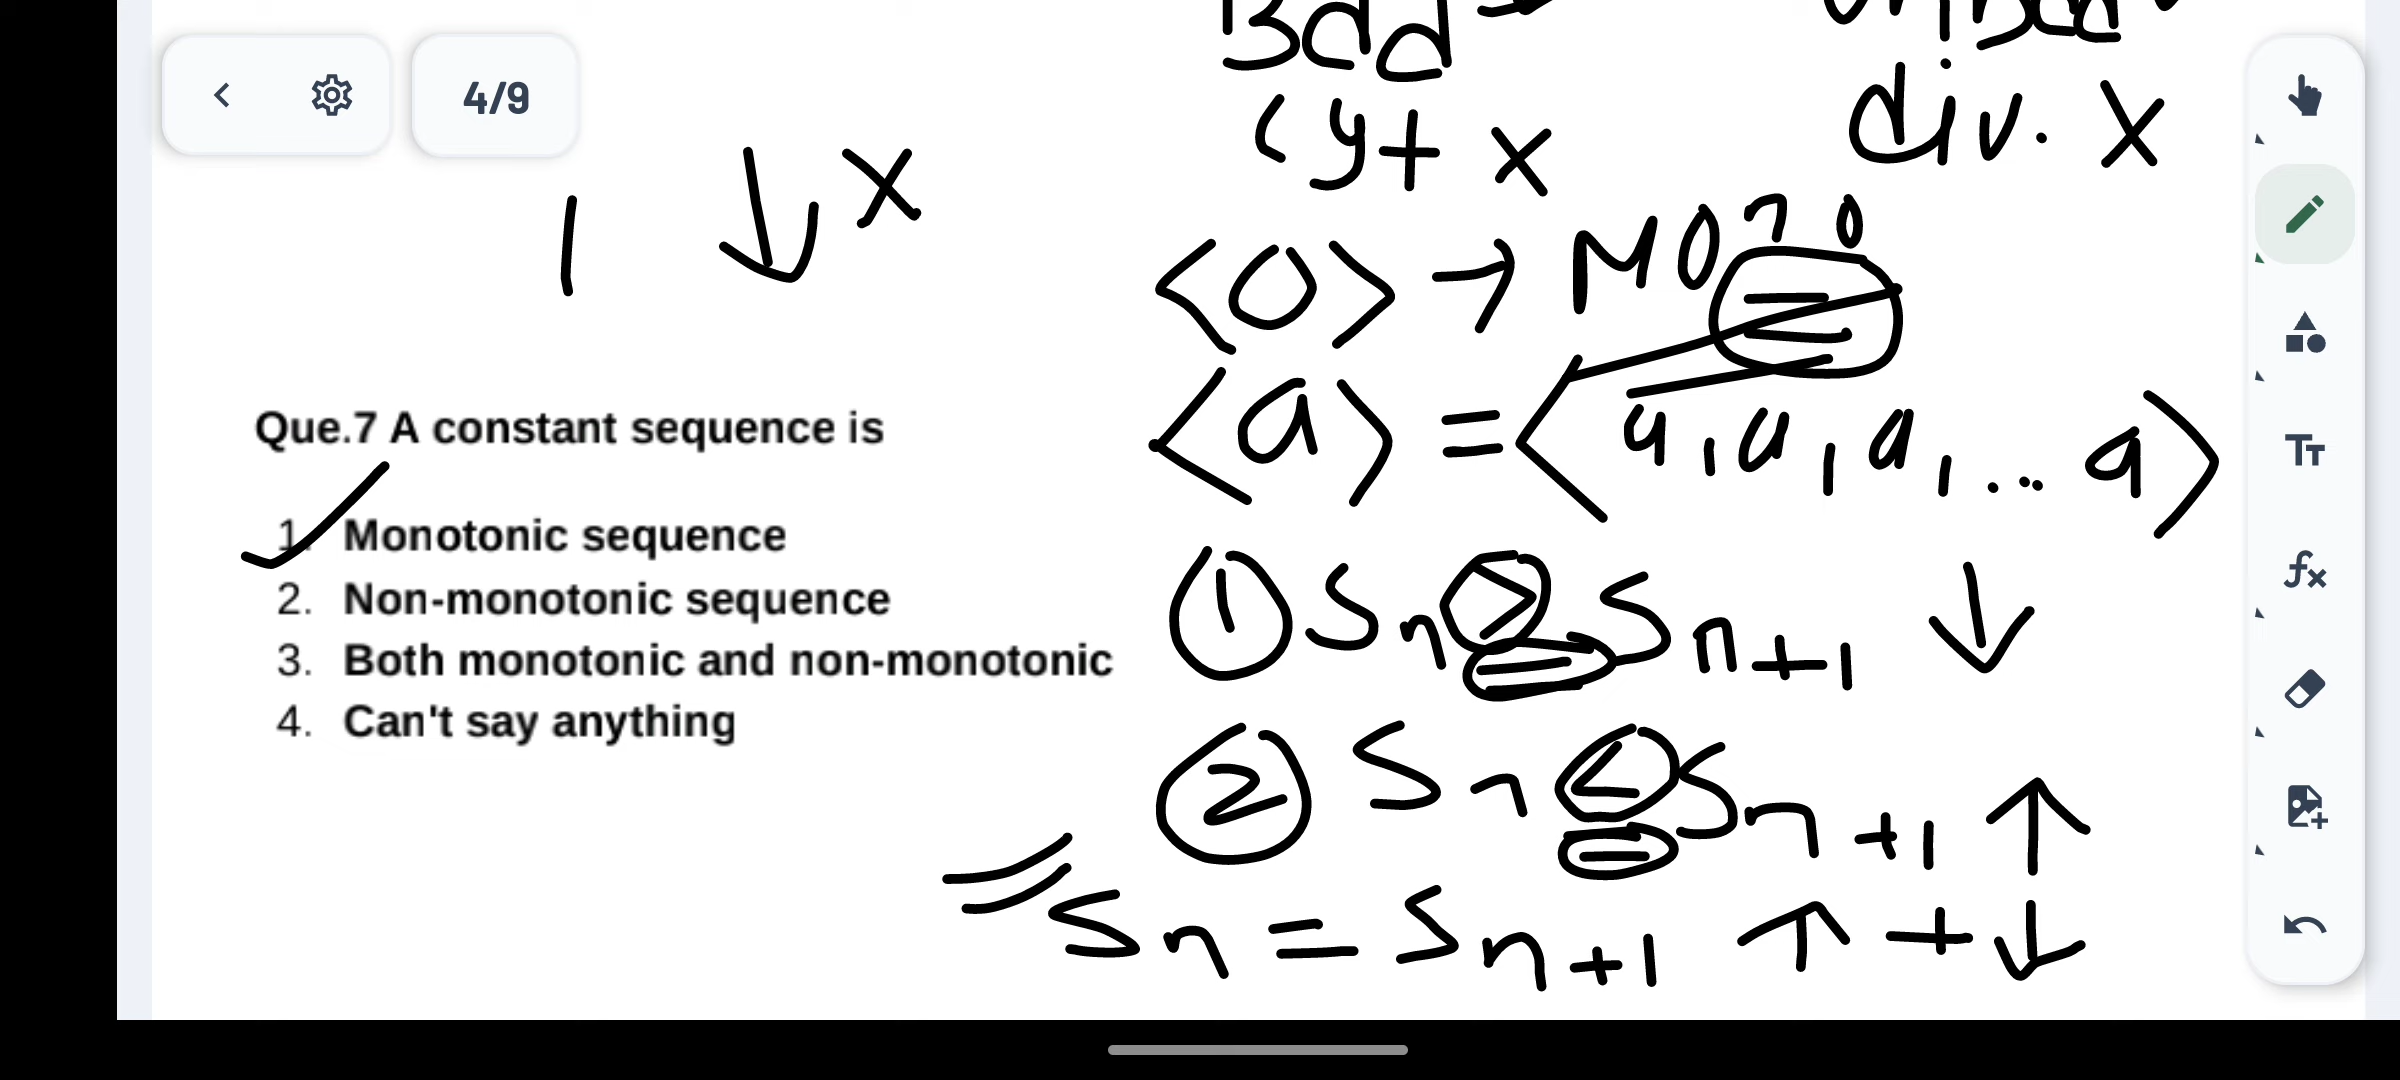 4/9
div. X
↓ X
⟨0⟩ → Mo
Que.7 A constant sequence is
⟨a⟩ = ⟨a, a, a, ... a⟩
1. Monotonic sequence
2. Non-monotonic sequence
3. Both monotonic and non-monotonic
4. Can't say anything
① Sn ≥ Sn+1 ↓
② Sn ≤ Sn+1 ↑
Sn = Sn+1 ↑ + ↓
Tт
fx